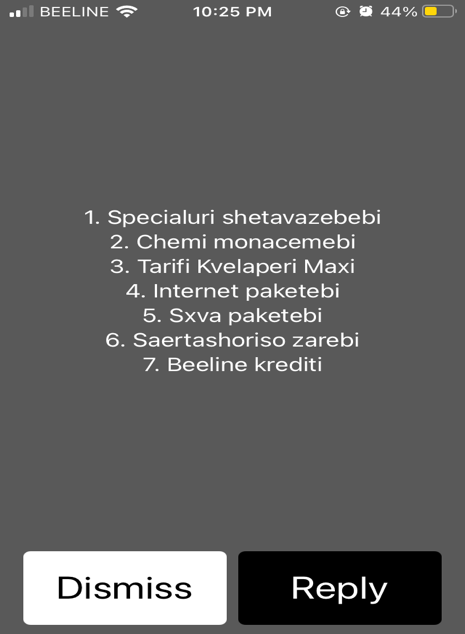 BEELINE 10:25 PM 44%
1. Specialuri shetavazebebi
2. Chemi monacemebi
3. Tarifi Kvelaperi Maxi
4. Internet paketebi
5. Sxva paketebi
6. Saertashoriso zarebi
7. Beeline krediti
Dismiss Reply